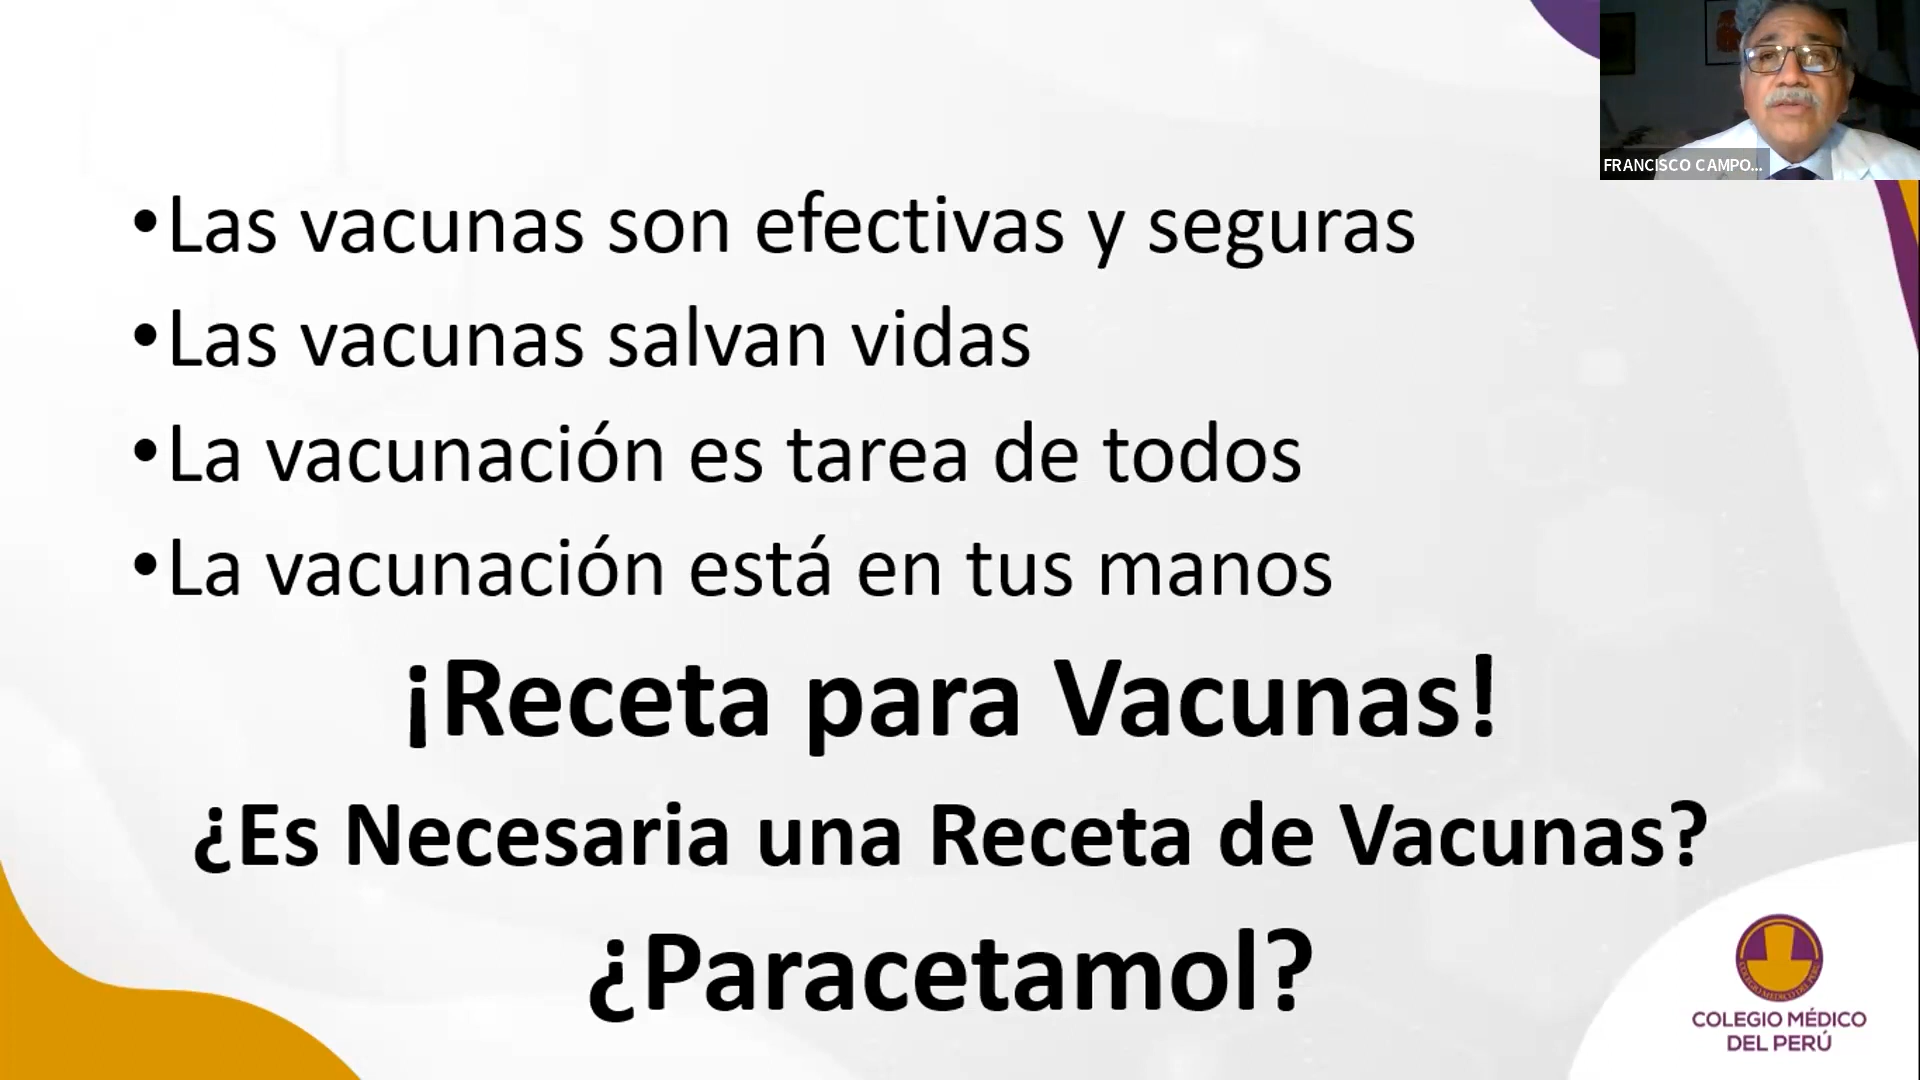 FRANCISCO CAMPO...
•Las vacunas son efectivas y seguras
•Las vacunas salvan vidas
•La vacunación es tarea de todos
•La vacunación está en tus manos
¡Receta para Vacunas!
¿Es Necesaria una Receta de Vacunas?
¿Paracetamol?
COLEGIO MÉDICO
DEL PERÚ